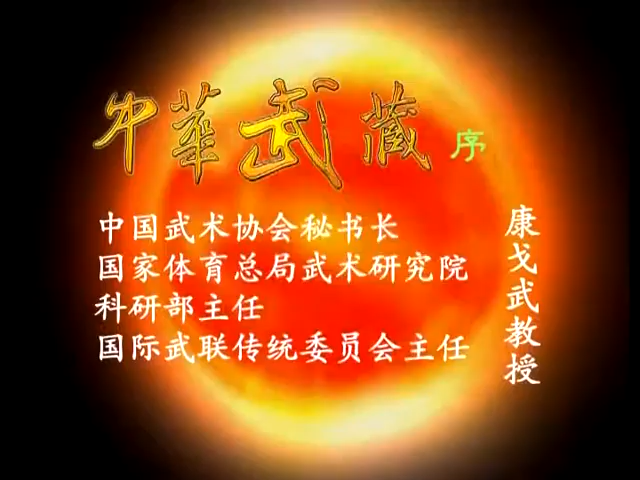 中華武藏 序
中国武术协会秘书长
国家体育总局武术研究院
科研部主任
国际武联传统委员会主任
康戈武教授